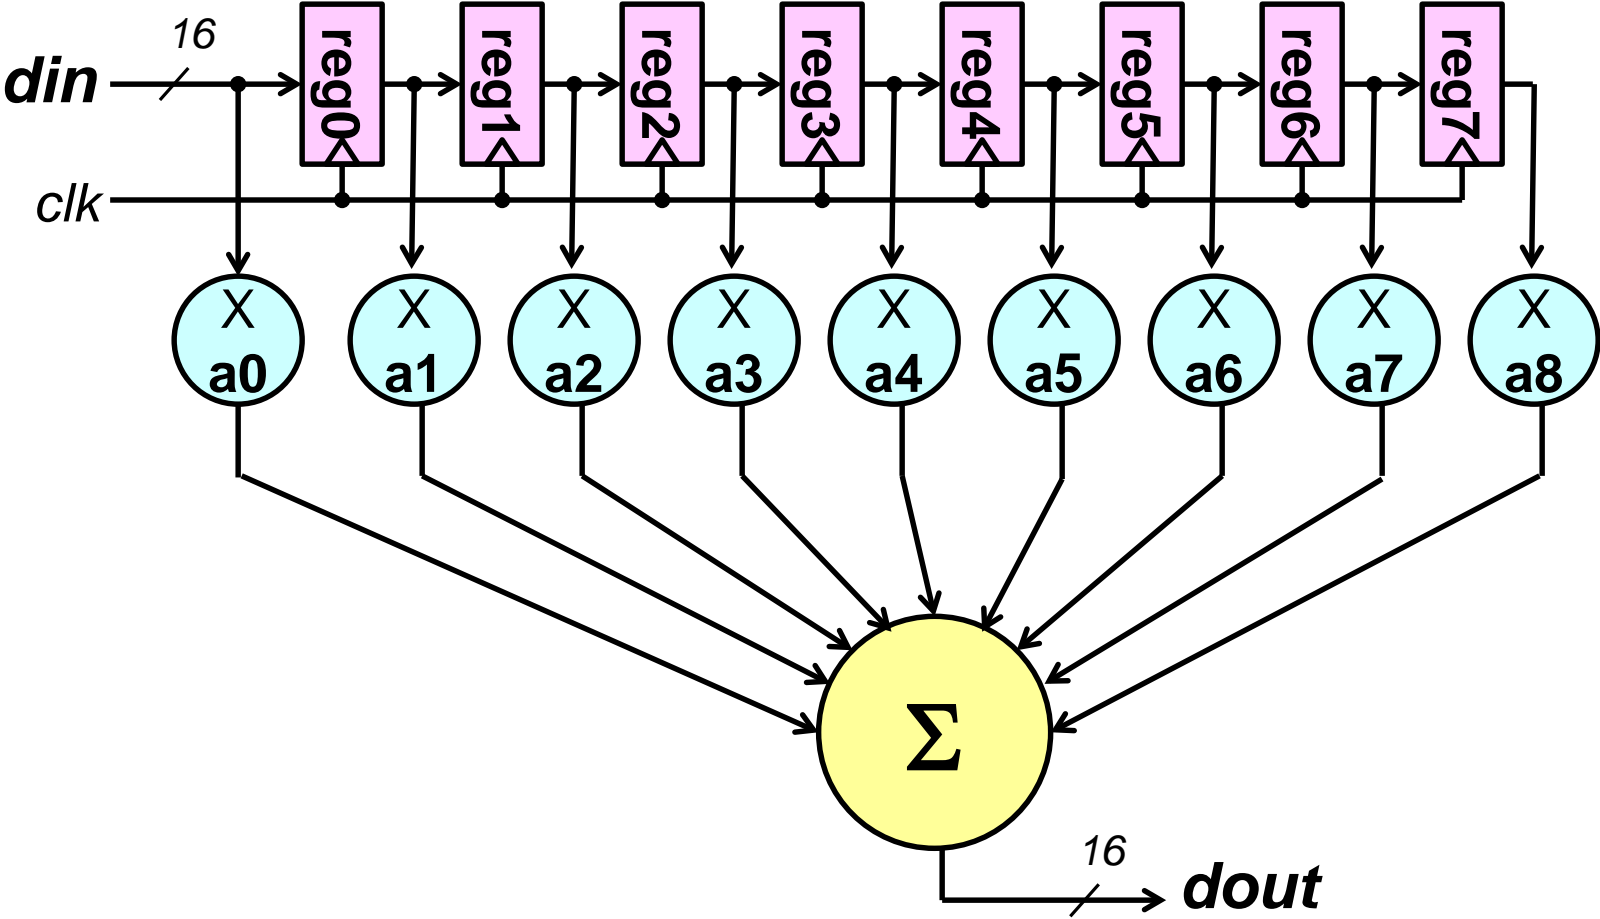 16
din
reg0 reg1 reg2 reg3 reg4 reg5 reg6 reg7
clk
X X X X X X X X X
a0 a1 a2 a3 a4 a5 a6 a7 a8
Σ
16
dout